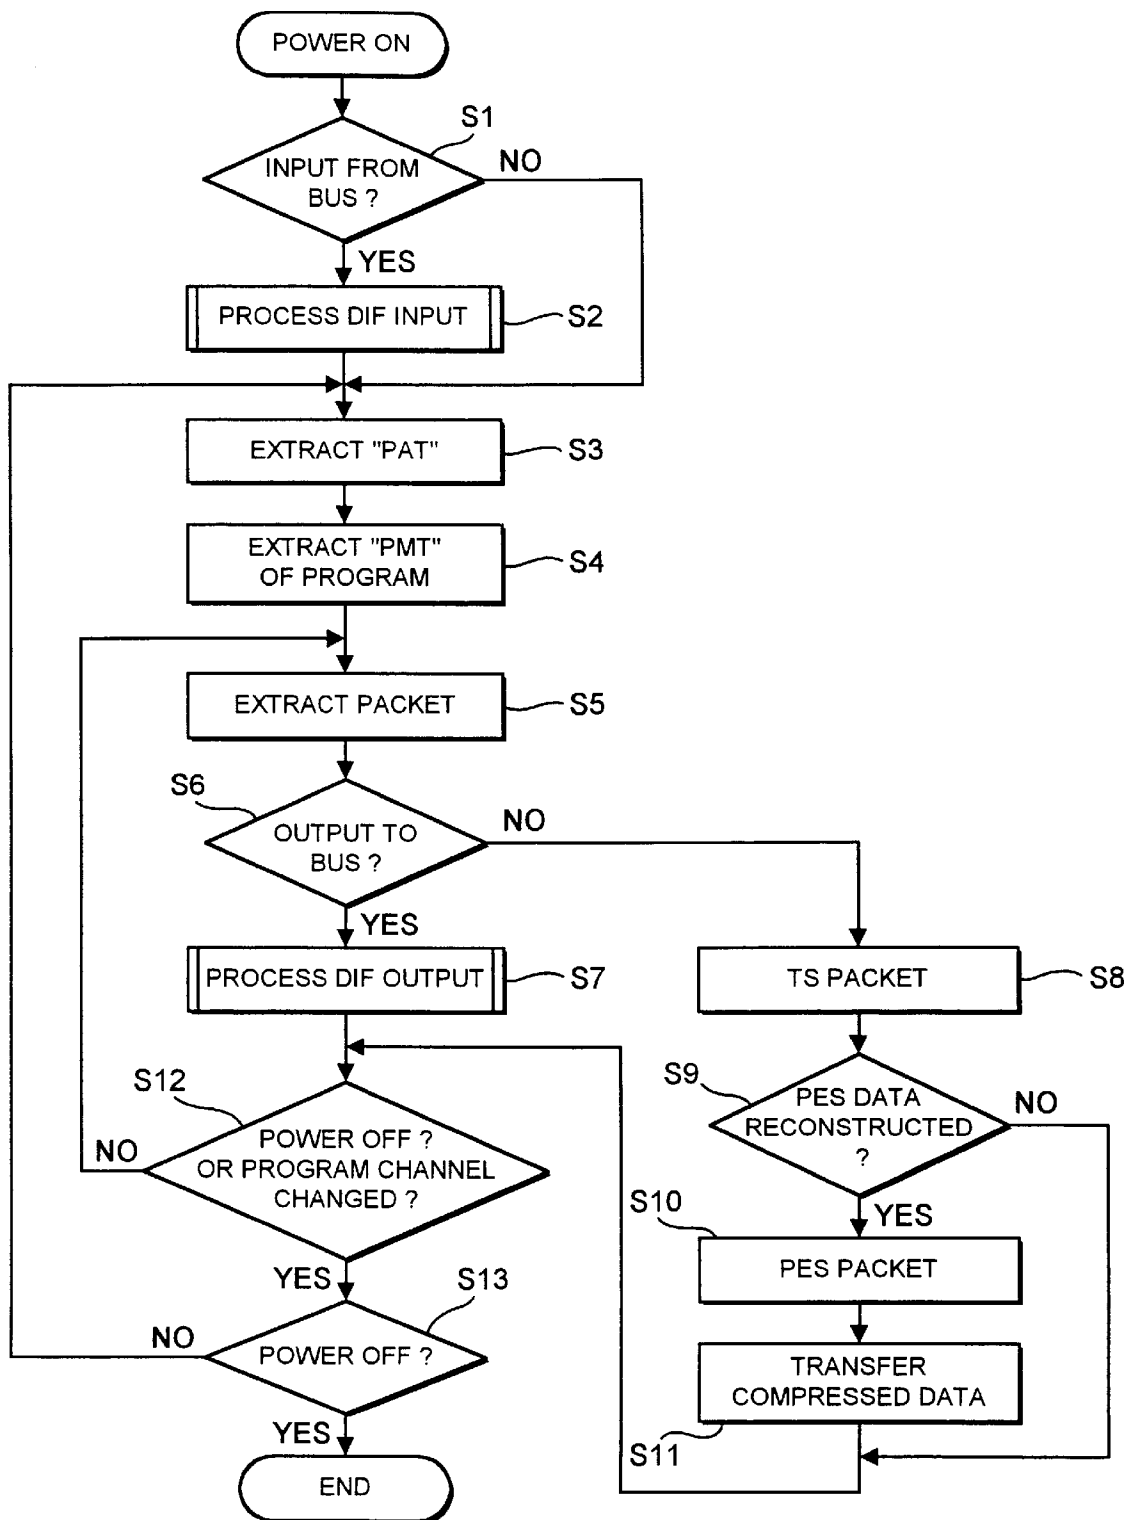 POWER ON
S1
INPUT FROM
BUS ?
NO
YES
PROCESS DIF INPUT
S2
EXTRACT "PAT"
S3
EXTRACT "PMT"
OF PROGRAM
S4
EXTRACT PACKET
S5
S6
OUTPUT TO
BUS ?
NO
YES
PROCESS DIF OUTPUT
S7
TS PACKET
S8
S9
PES DATA
RECONSTRUCTED
?
NO
YES
S10
PES PACKET
TRANSFER
COMPRESSED DATA
S11
S12
POWER OFF ?
OR PROGRAM CHANNEL
CHANGED ?
NO
YES
S13
POWER OFF ?
NO
YES
END